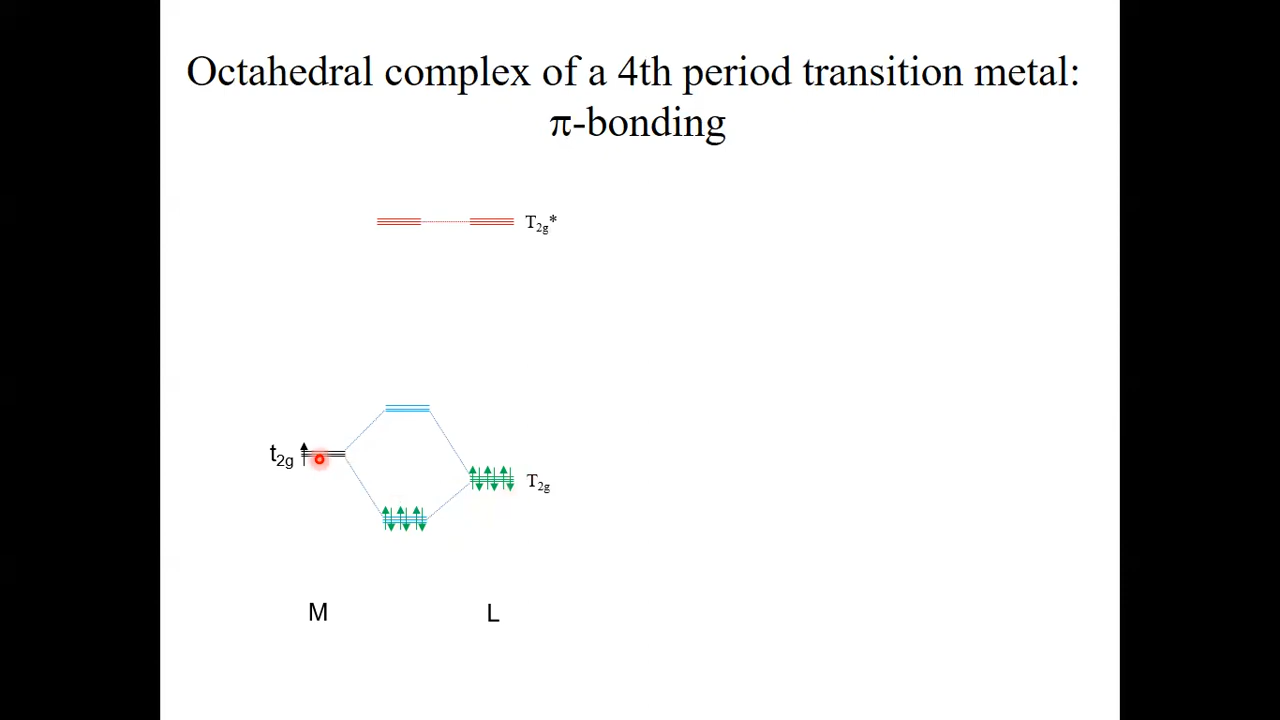 Octahedral complex of a 4th period transition metal:
π-bonding
T2g*
t2g
T2g
M
L